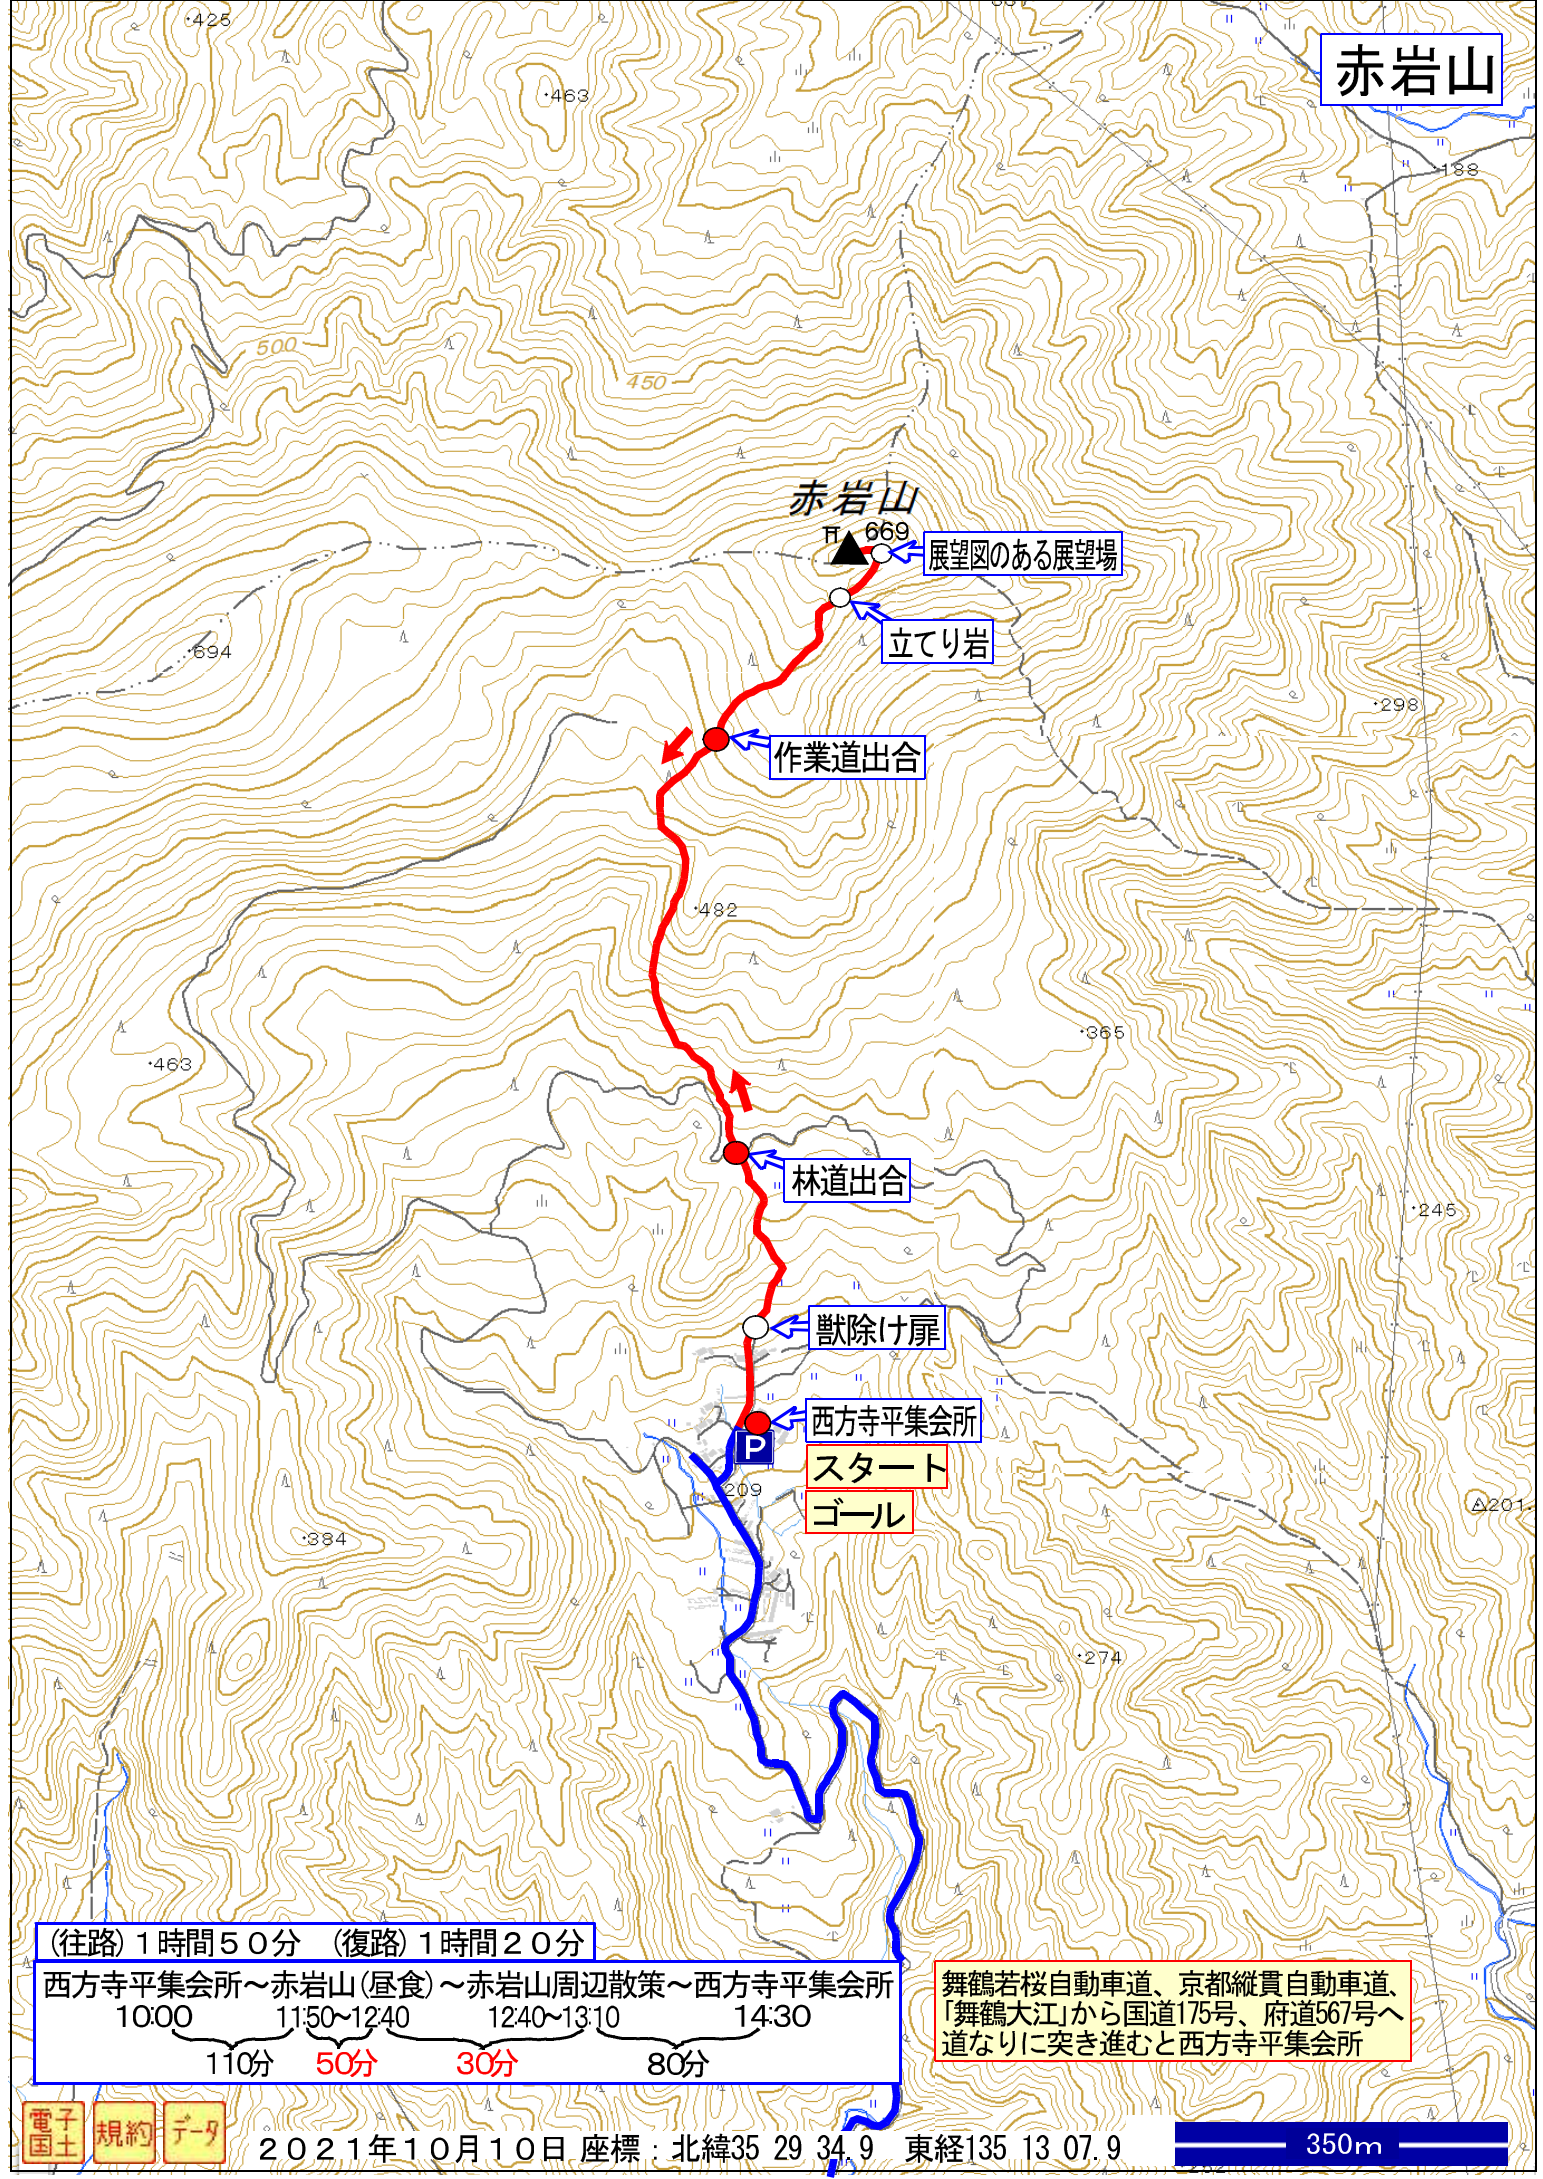 ・425
・463
赤岩山
・188
500
450
赤岩山
669
展望図のある展望場
立てり岩
・694
・298
作業道出合
・482
・365
・463
林道出合
・245
獣除け扉
西方寺平集会所
P
スタート
209
ゴール
201.
・384
・274
(往路)１時間５０分　(復路)１時間２０分
西方寺平集会所～赤岩山(昼食)～赤岩山周辺散策～西方寺平集会所
10:00 11:50～12:40 12:40～13:10 14:30
110分 50分 30分 80分
舞鶴若桜自動車道、京都縦貫自動車道、
「舞鶴大江」から国道175号、府道567号へ
道なりに突き進むと西方寺平集会所
電子国土 規約 データ
２０２１年１０月１０日 座標：北緯35 29 34.9　東経135 13 07.9
350m